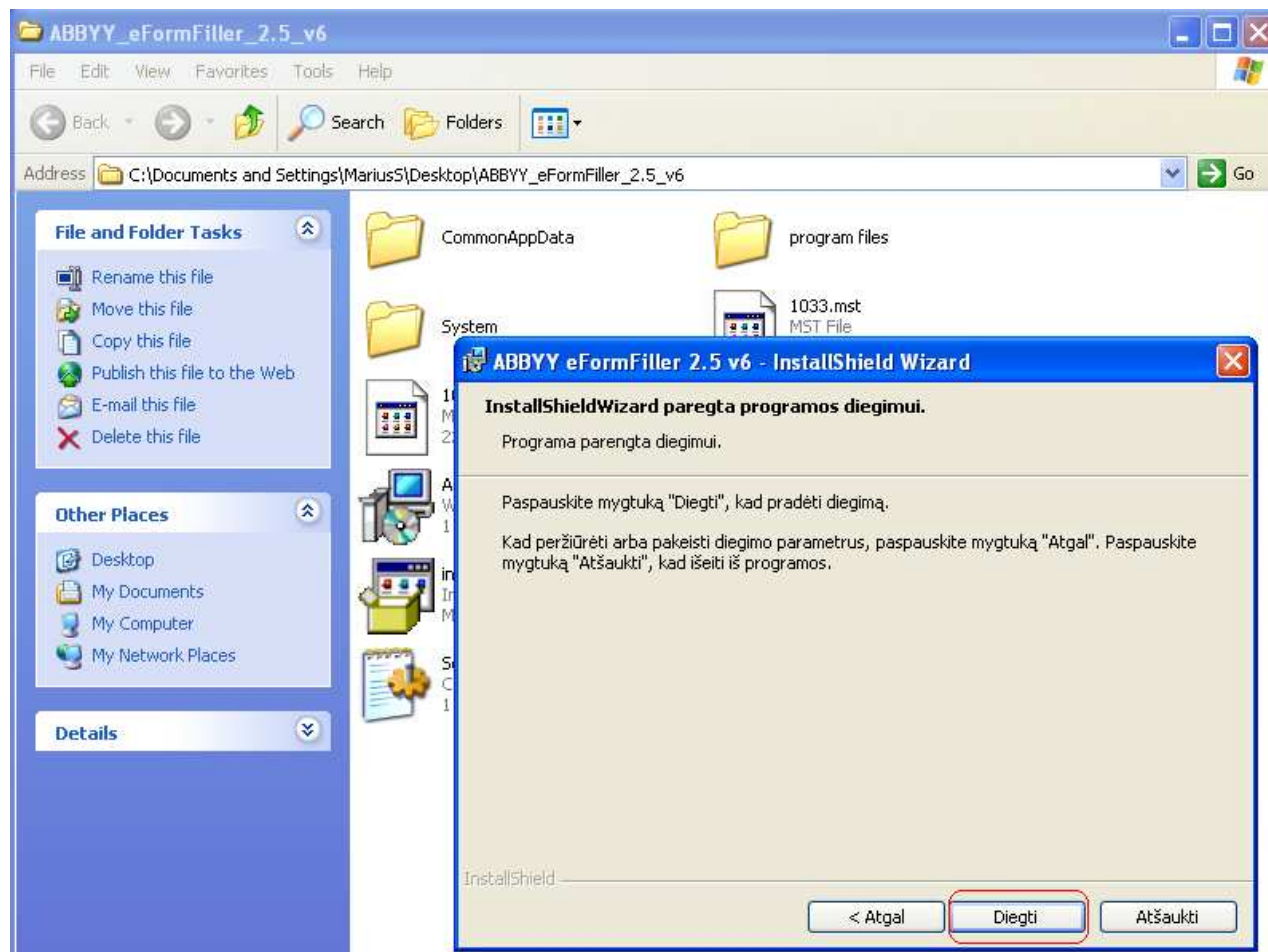 ABBYY_eFormFiller_2.5_v6
File Edit View Favorites Tools Help
Back Search Folders
Address C:\Documents and Settings\MariusS\Desktop\ABBYY_eFormFiller_2.5_v6 Go
File and Folder Tasks
Rename this file
Move this file
Copy this file
Publish this file to the Web
E-mail this file
Delete this file
Other Places
Desktop
My Documents
My Computer
My Network Places
Details
CommonAppData
program files
System
1033.mst
MST File
ABBYY eFormFiller 2.5 v6 - InstallShield Wizard
InstallShieldWizard paregta programos diegimui.
Programa parengta diegimui.
Paspauskite mygtuką "Diegti", kad pradėti diegimą.
Kad peržiūrėti arba pakeisti diegimo parametrus, paspauskite mygtuką "Atgal". Paspauskite
mygtuką "Atšaukti", kad išeiti iš programos.
InstallShield
< Atgal
Diegti
Atšaukti